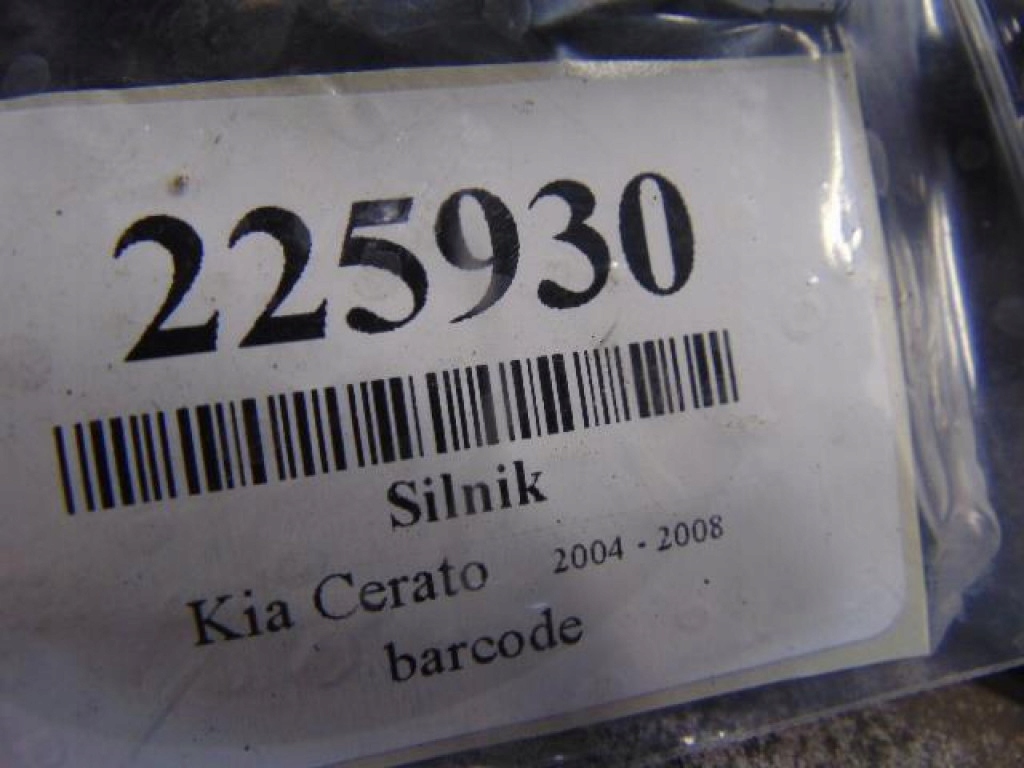 225930
Silnik
Kia Cerato 2004 - 2008
barcode